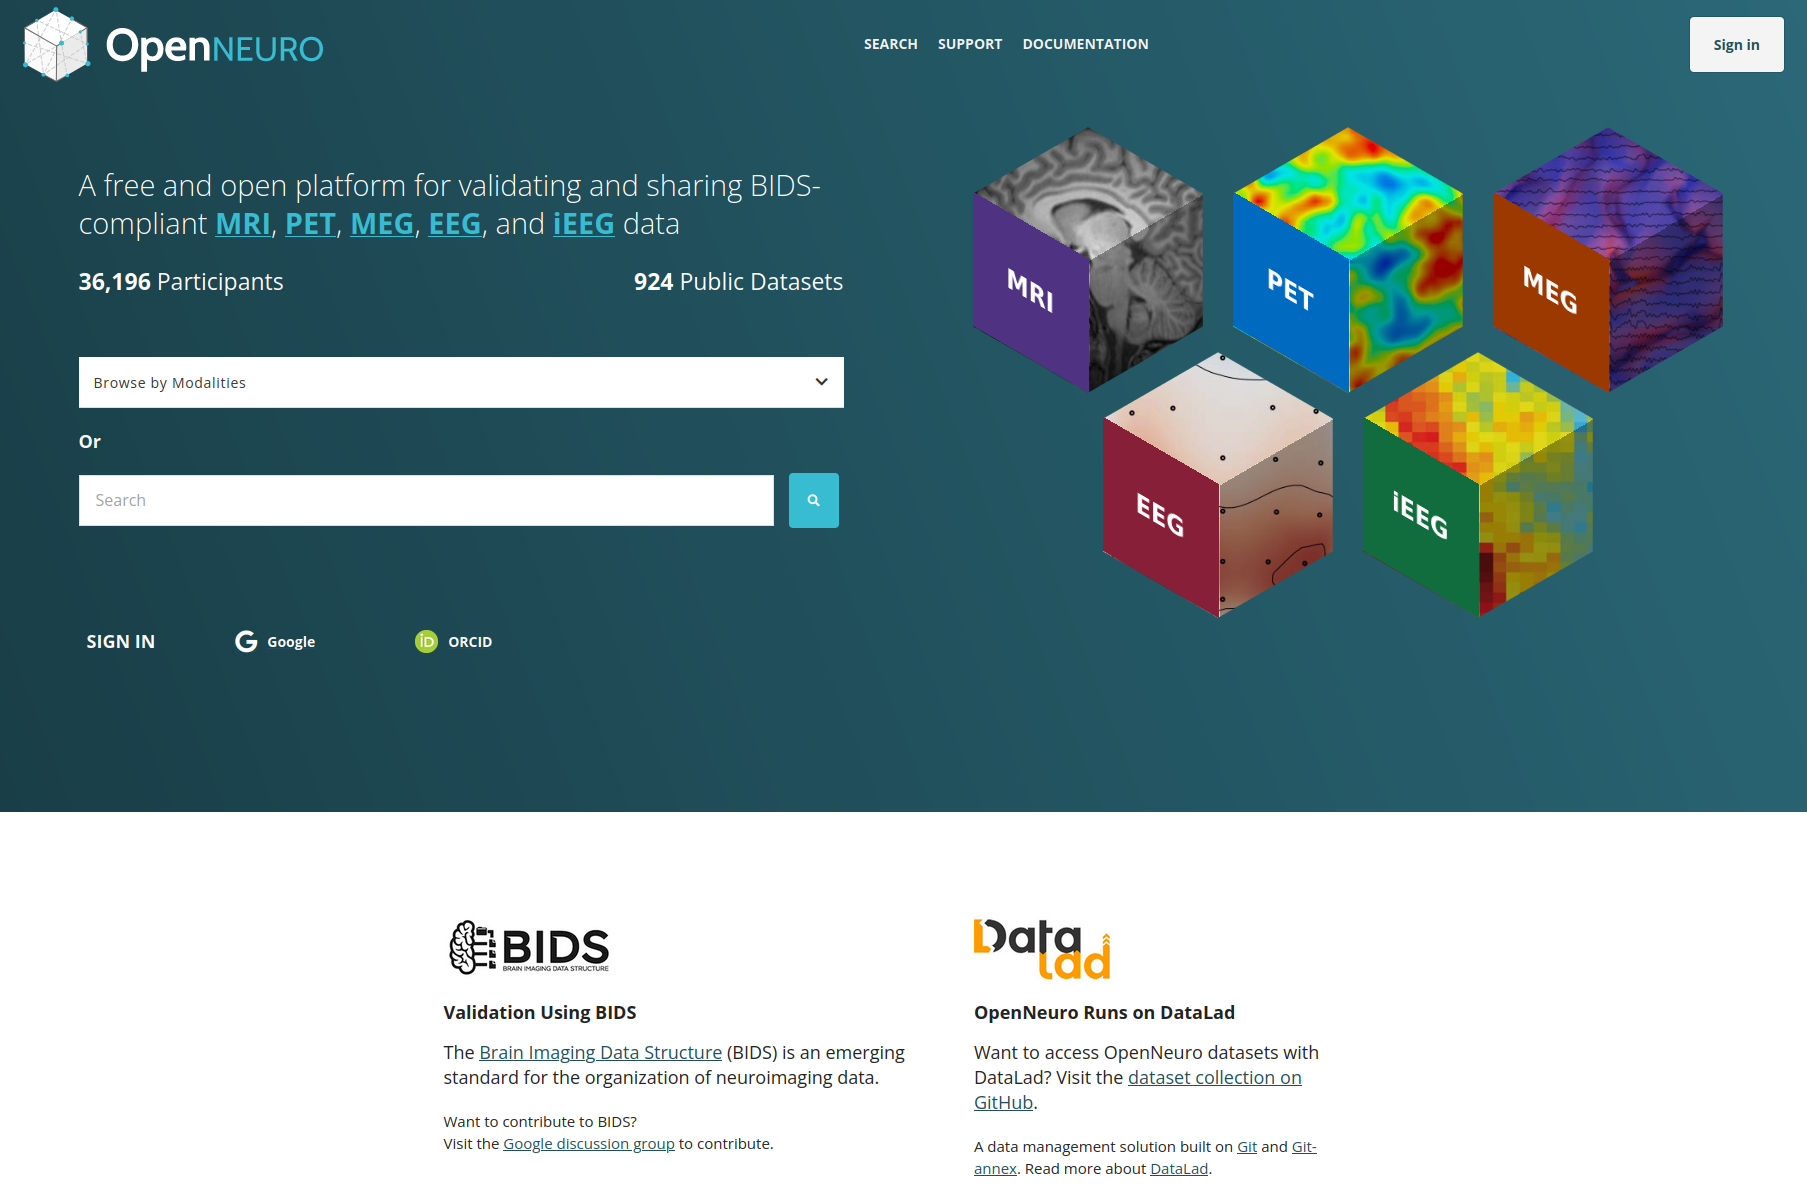 OpenNEURO
SEARCH SUPPORT DOCUMENTATION
Sign in
A free and open platform for validating and sharing BIDS-
compliant MRI, PET, MEG, EEG, and iEEG data
36,196 Participants
924 Public Datasets
Browse by Modalities
Or
Search
SIGN IN
Google
iD ORCID
MRI
PET
MEG
EEG
iEEG
BIDS
BRAIN IMAGING DATA STRUCTURE
Validation Using BIDS
The Brain Imaging Data Structure (BIDS) is an emerging
standard for the organization of neuroimaging data.
Want to contribute to BIDS?
Visit the Google discussion group to contribute.
Data
Lad
OpenNeuro Runs on DataLad
Want to access OpenNeuro datasets with
DataLad? Visit the dataset collection on
GitHub.
A data management solution built on Git and Git-
annex. Read more about DataLad.